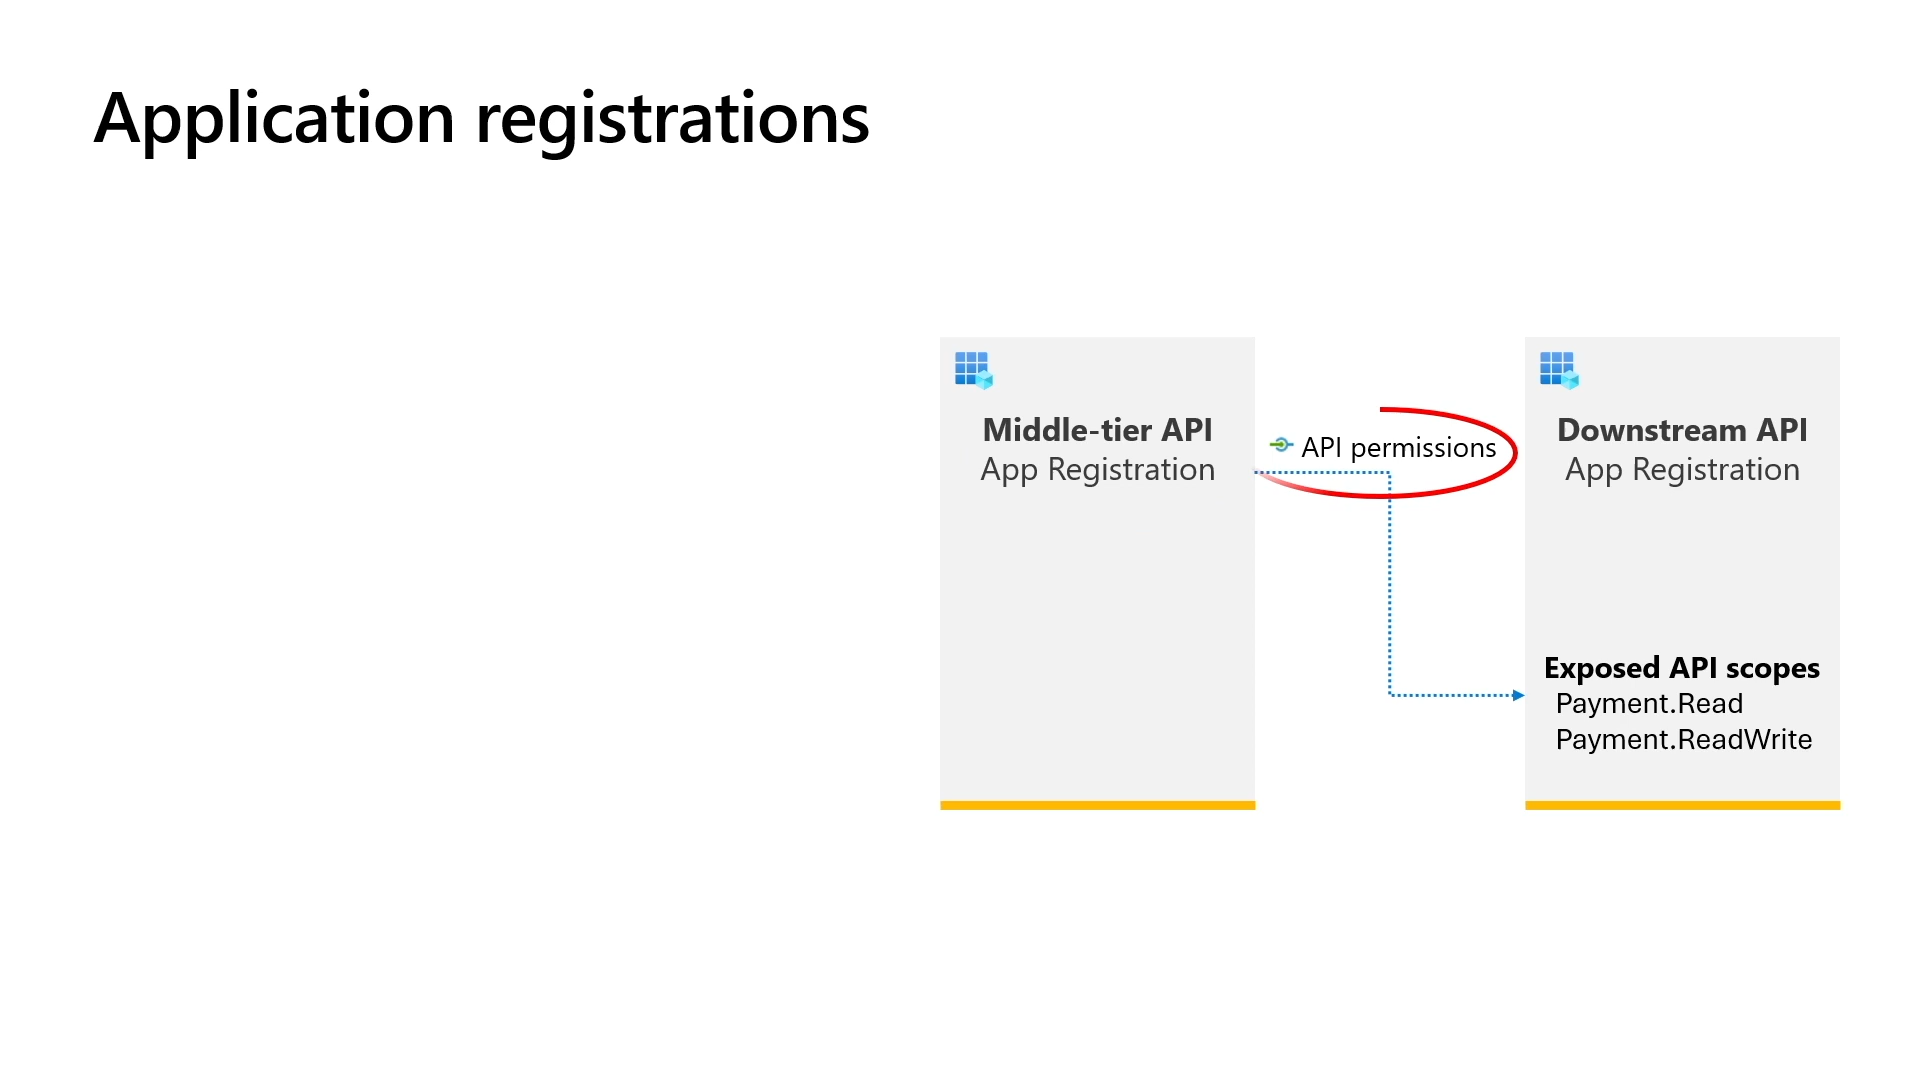 Application registrations
Middle-tier API
App Registration
API permissions
Downstream API
App Registration
Exposed API scopes
Payment.Read
Payment.ReadWrite